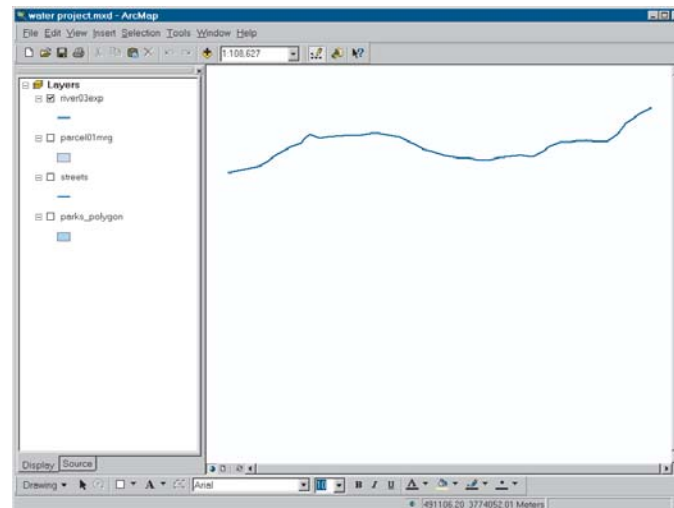 water project.mxd - ArcMap
File Edit View Insert Selection Tools Window Help
1:108,627
Layers
river03exp
parcel01mrg
streets
parks_polygon
Display Source
Drawing A Arial 10 B I U A
491106.20 3774052.01 Meters